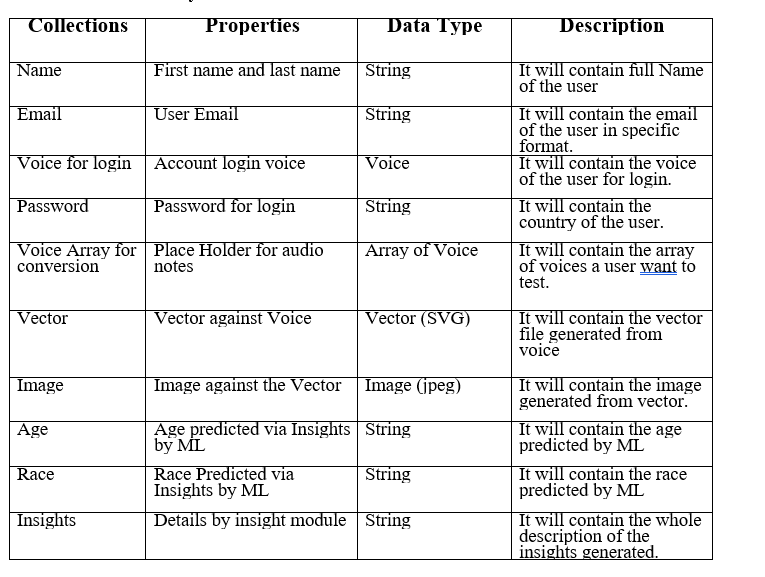 Collections Properties Data Type Description
Name First name and last name String It will contain full Name
of the user
Email User Email String It will contain the email
of the user in specific
format.
Voice for login Account login voice Voice It will contain the voice
of the user for login.
Password Password for login String It will contain the
country of the user.
Voice Array for Place Holder for audio Array of Voice It will contain the array
conversion notes of voices a user want to
test.
Vector Vector against Voice Vector (SVG) It will contain the vector
file generated from
voice
Image Image against the Vector Image (jpeg) It will contain the image
generated from vector.
Age Age predicted via Insights String It will contain the age
by ML predicted by ML
Race Race Predicted via String It will contain the race
Insights by ML predicted by ML
Insights Details by insight module String It will contain the whole
description of the
insights generated.